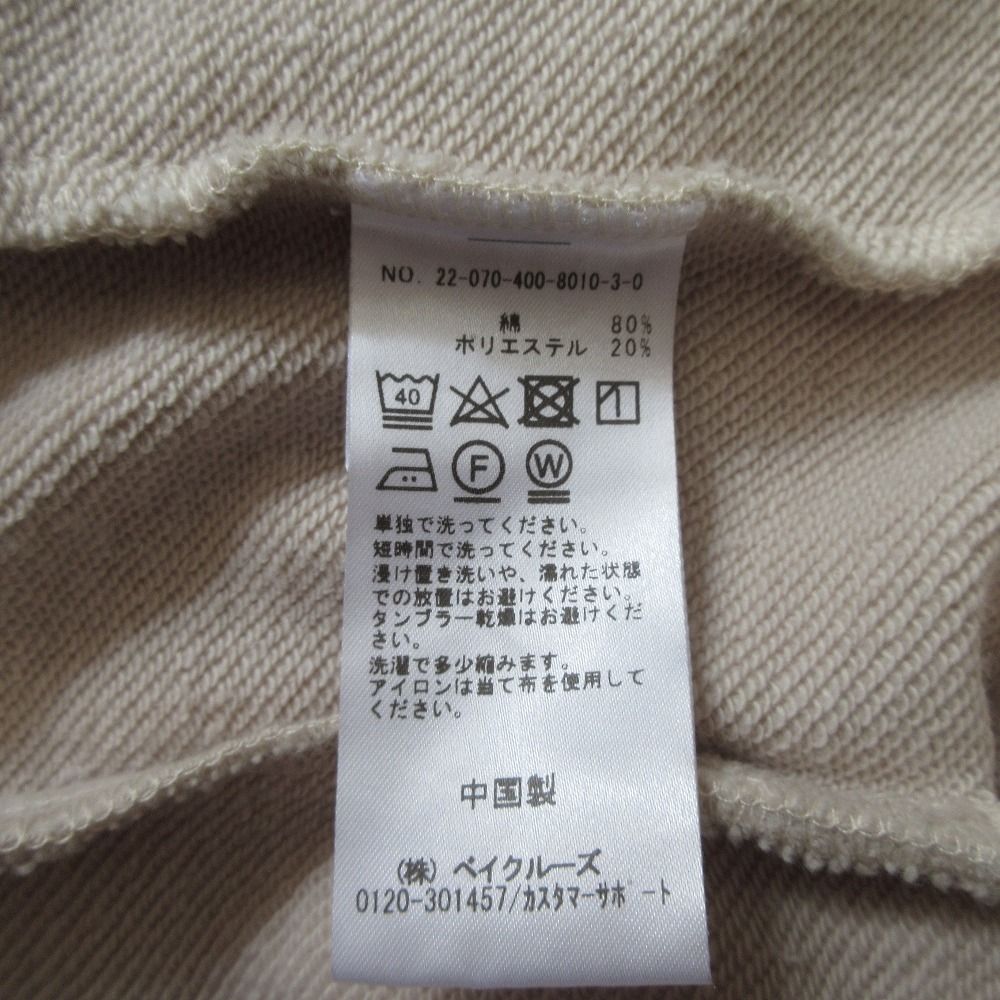 NO. 22-070-400-8010-3-0
綿 80%
ポリエステル 20%
40
F W
単独で洗ってください。
短時間で洗ってください。
浸け置き洗いや、濡れた状態
での放置はお避けください。
タンブラー乾燥はお避けくだ
さい。
洗濯で多少縮みます。
アイロンは当て布を使用して
ください。
中国製
(株) ベイクルーズ
0120-301457/カスタマーサポート